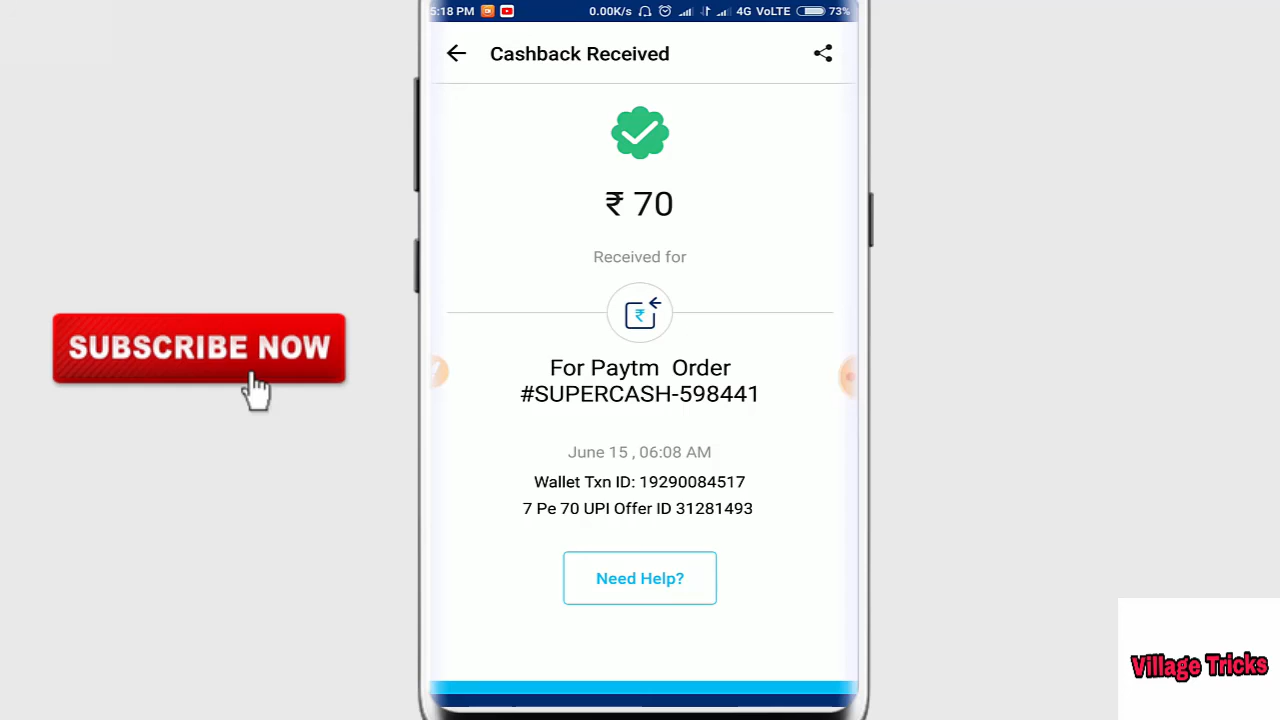 5:18 PM 0.00K/s 4G VoLTE 73%
Cashback Received
₹ 70
Received for
₹
For Paytm Order
#SUPERCASH-598441
SUBSCRIBE NOW
June 15 , 06:08 AM
Wallet Txn ID: 19290084517
7 Pe 70 UPI Offer ID 31281493
Need Help?
Village Tricks